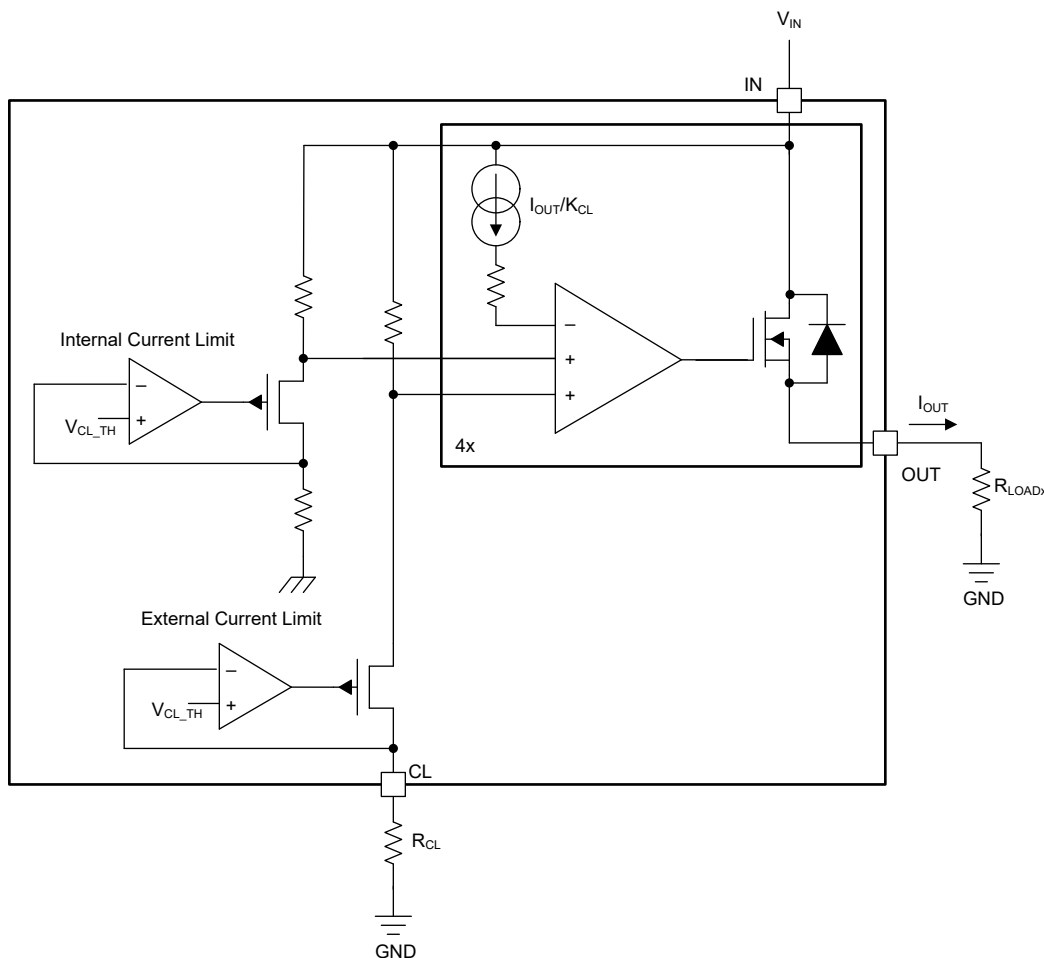 V_IN
IN
I_OUT/K_CL
−
+
+
4x
Internal Current Limit
−
V_CL_TH +
I_OUT
OUT
R_LOADx
GND
External Current Limit
−
V_CL_TH +
CL
R_CL
GND